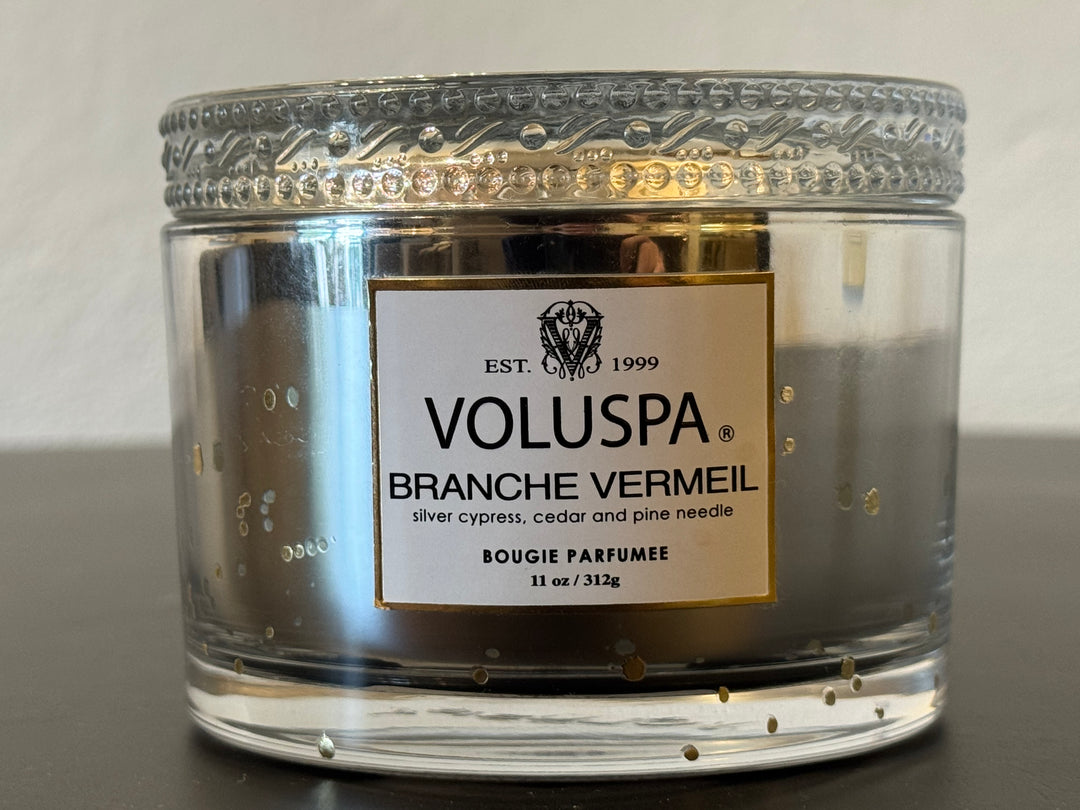 EST. 1999
VOLUSPA ®
BRANCHE VERMEIL
silver cypress, cedar and pine needle
BOUGIE PARFUMEE
11 oz / 312g